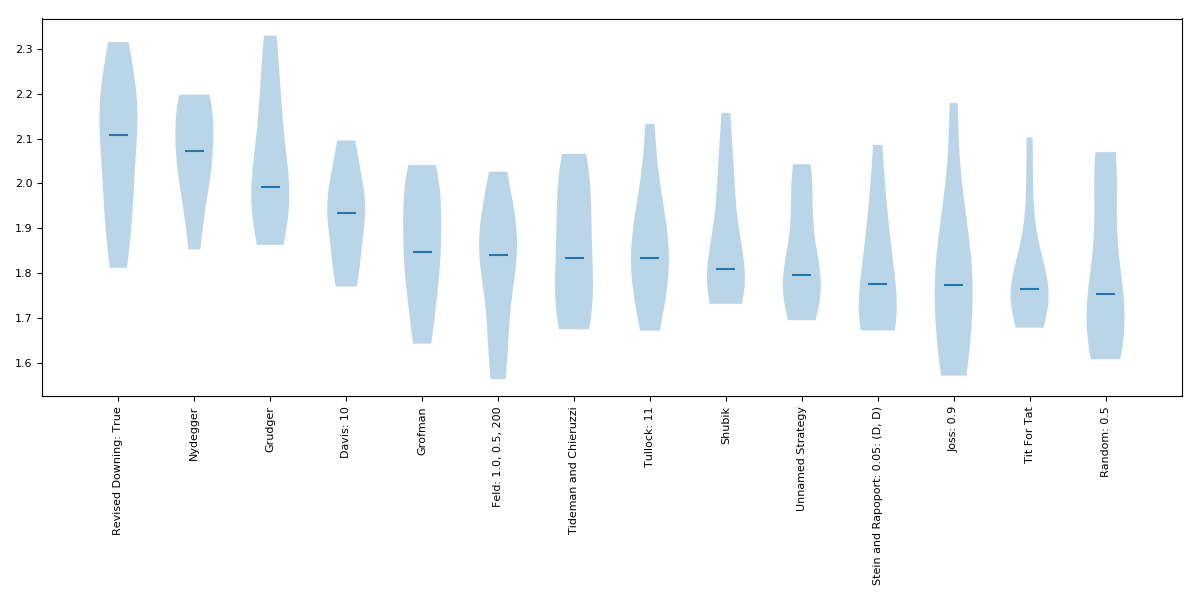 2.3
2.2
2.1
2.0
1.9
1.8
1.7
1.6
Revised Downing: True
Nydegger
Grudger
Davis: 10
Grofman
Feld: 1.0, 0.5, 200
Tideman and Chieruzzi
Tullock: 11
Shubik
Unnamed Strategy
Stein and Rapoport: 0.05: (D, D)
Joss: 0.9
Tit For Tat
Random: 0.5